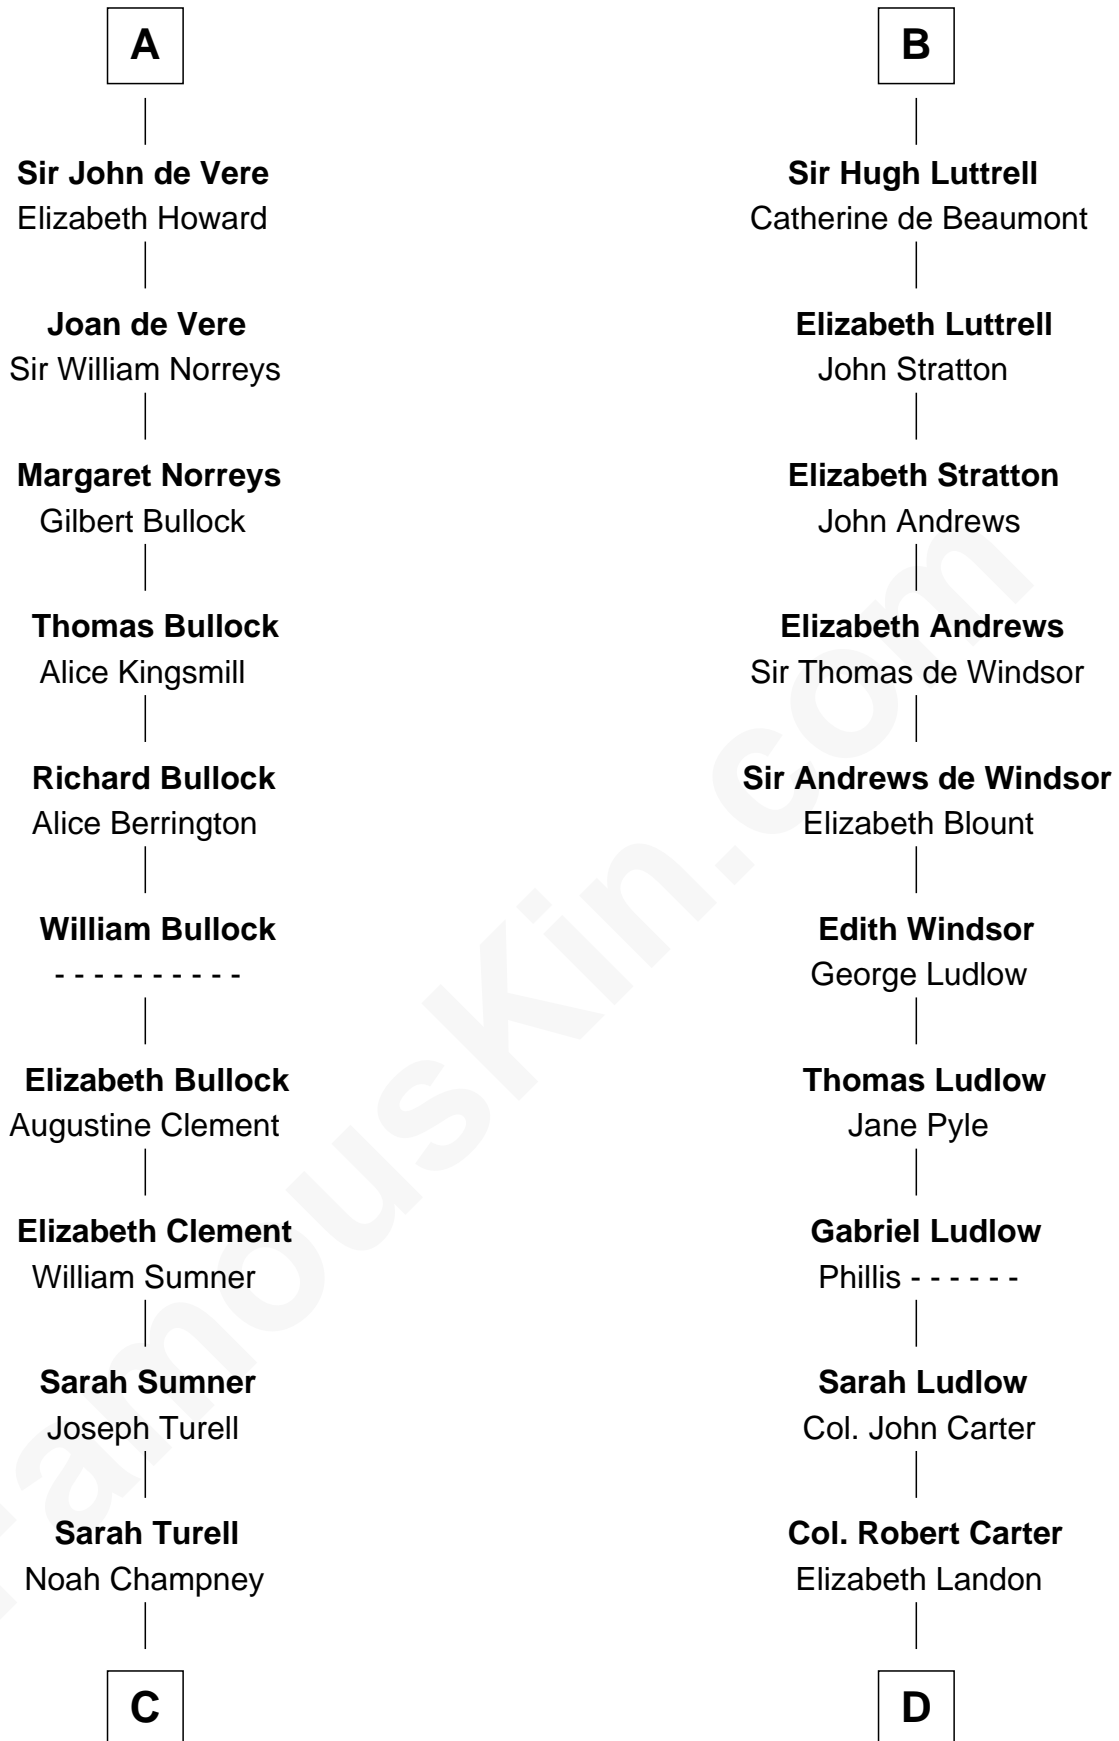 A
Sir John de Vere
Elizabeth Howard
Joan de Vere
Sir William Norreys
Margaret Norreys
Gilbert Bullock
Thomas Bullock
Alice Kingsmill
Richard Bullock
Alice Berrington
William Bullock
- - - - - - - - - -
Elizabeth Bullock
Augustine Clement
Elizabeth Clement
William Sumner
Sarah Sumner
Joseph Turell
Sarah Turell
Noah Champney
C
B
Sir Hugh Luttrell
Catherine de Beaumont
Elizabeth Luttrell
John Stratton
Elizabeth Stratton
John Andrews
Elizabeth Andrews
Sir Thomas de Windsor
Sir Andrews de Windsor
Elizabeth Blount
Edith Windsor
George Ludlow
Thomas Ludlow
Jane Pyle
Gabriel Ludlow
Phillis - - - - - -
Sarah Ludlow
Col. John Carter
Col. Robert Carter
Elizabeth Landon
D
FamousKin.com